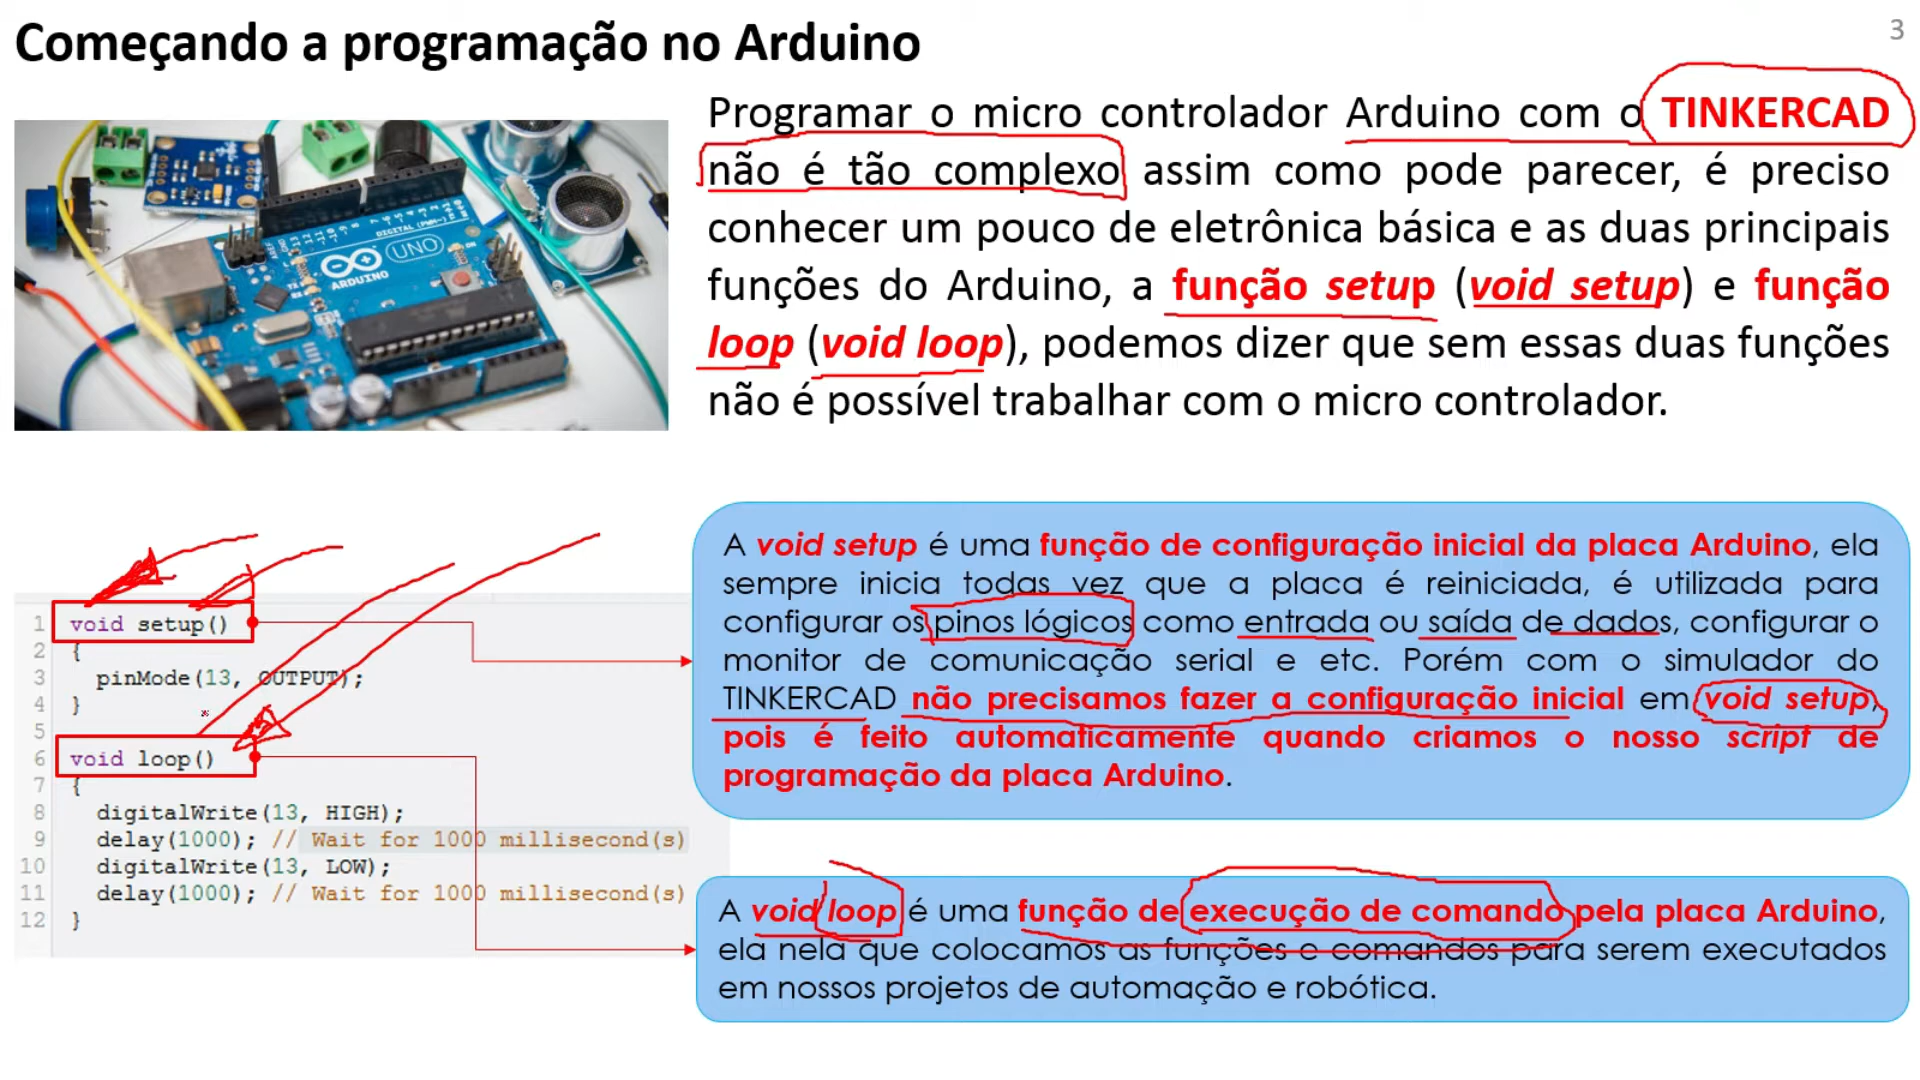 Começando a programação no Arduino
3
Programar o micro controlador Arduino com o TINKERCAD
não é tão complexo assim como pode parecer, é preciso
conhecer um pouco de eletrônica básica e as duas principais
funções do Arduino, a função setup (void setup) e função
loop (void loop), podemos dizer que sem essas duas funções
não é possível trabalhar com o micro controlador.
UNO
ARDUINO
A void setup é uma função de configuração inicial da placa Arduino, ela
sempre inicia todas vez que a placa é reiniciada, é utilizada para
configurar os pinos lógicos como entrada ou saída de dados, configurar o
monitor de comunicação serial e etc. Porém com o simulador do
TINKERCAD não precisamos fazer a configuração inicial em void setup,
pois é feito automaticamente quando criamos o nosso script de
programação da placa Arduino.
1 void setup()
2 {
3 pinMode(13, OUTPUT);
4 }
5
6 void loop()
7 {
8 digitalWrite(13, HIGH);
9 delay(1000); // Wait for 1000 millisecond(s)
10 digitalWrite(13, LOW);
11 delay(1000); // Wait for 1000 millisecond(s)
12 }
A void loop é uma função de execução de comando pela placa Arduino,
ela nela que colocamos as funções e comandos para serem executados
em nossos projetos de automação e robótica.